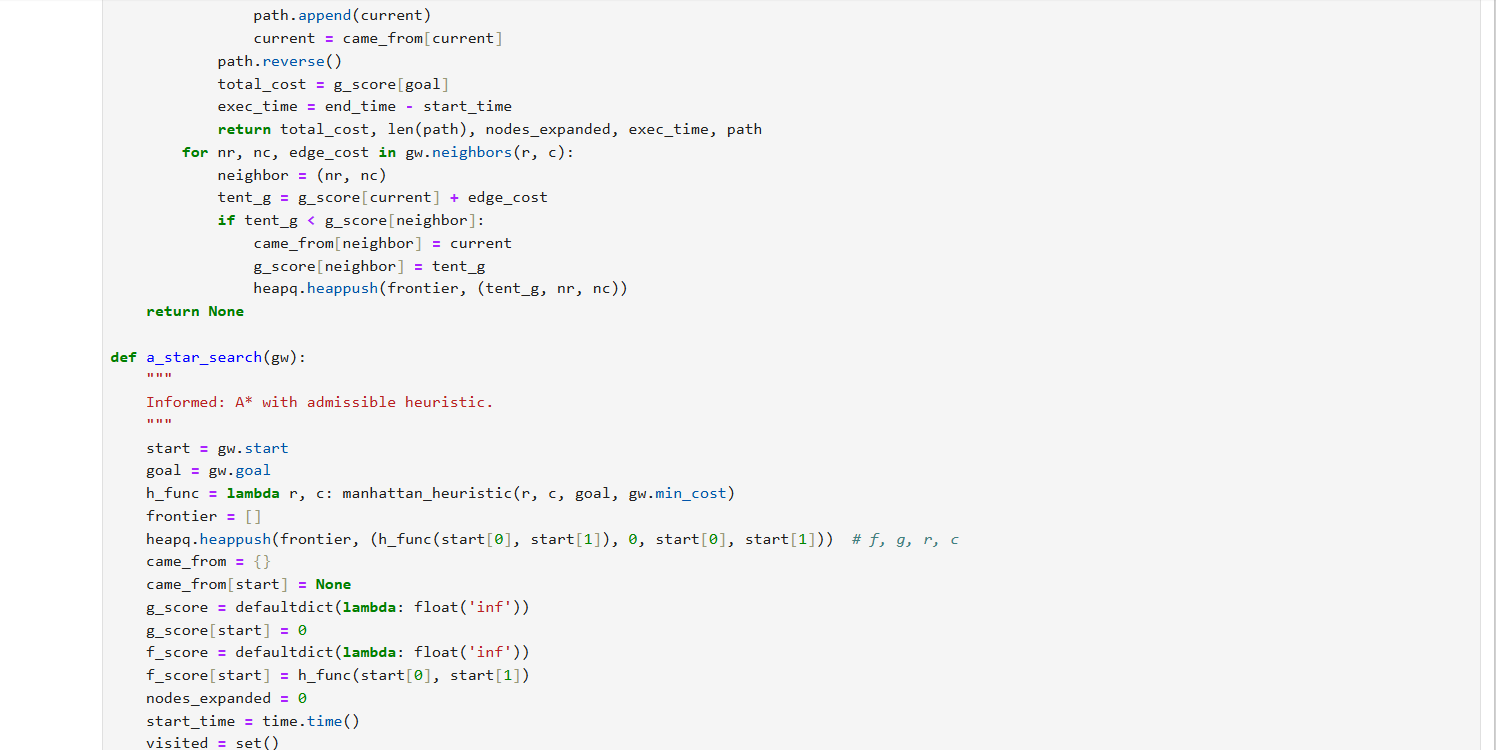 path.append(current)
                current = came_from[current]
            path.reverse()
            total_cost = g_score[goal]
            exec_time = end_time - start_time
            return total_cost, len(path), nodes_expanded, exec_time, path
        for nr, nc, edge_cost in gw.neighbors(r, c):
            neighbor = (nr, nc)
            tent_g = g_score[current] + edge_cost
            if tent_g < g_score[neighbor]:
                came_from[neighbor] = current
                g_score[neighbor] = tent_g
                heapq.heappush(frontier, (tent_g, nr, nc))
    return None

def a_star_search(gw):
    """
    Informed: A* with admissible heuristic.
    """
    start = gw.start
    goal = gw.goal
    h_func = lambda r, c: manhattan_heuristic(r, c, goal, gw.min_cost)
    frontier = []
    heapq.heappush(frontier, (h_func(start[0], start[1]), 0, start[0], start[1]))  # f, g, r, c
    came_from = {}
    came_from[start] = None
    g_score = defaultdict(lambda: float('inf'))
    g_score[start] = 0
    f_score = defaultdict(lambda: float('inf'))
    f_score[start] = h_func(start[0], start[1])
    nodes_expanded = 0
    start_time = time.time()
    visited = set()